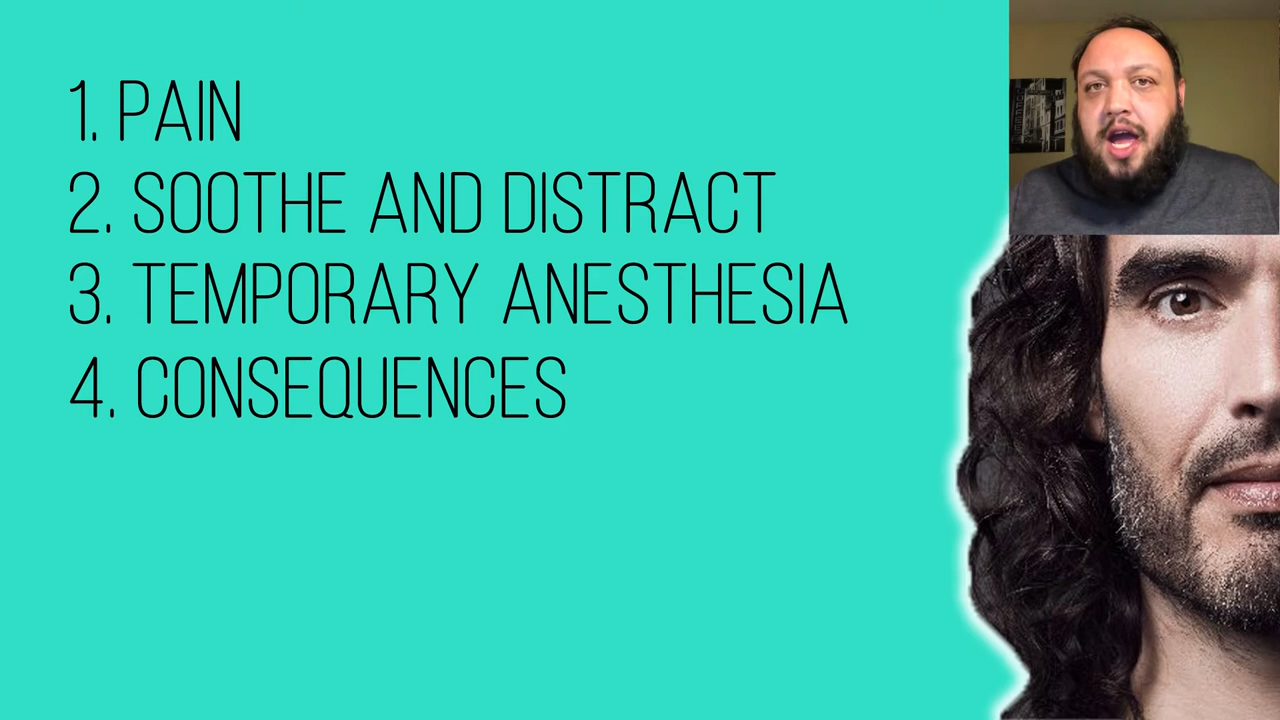 1. PAIN
2. SOOTHE AND DISTRACT
3. TEMPORARY ANESTHESIA
4. CONSEQUENCES